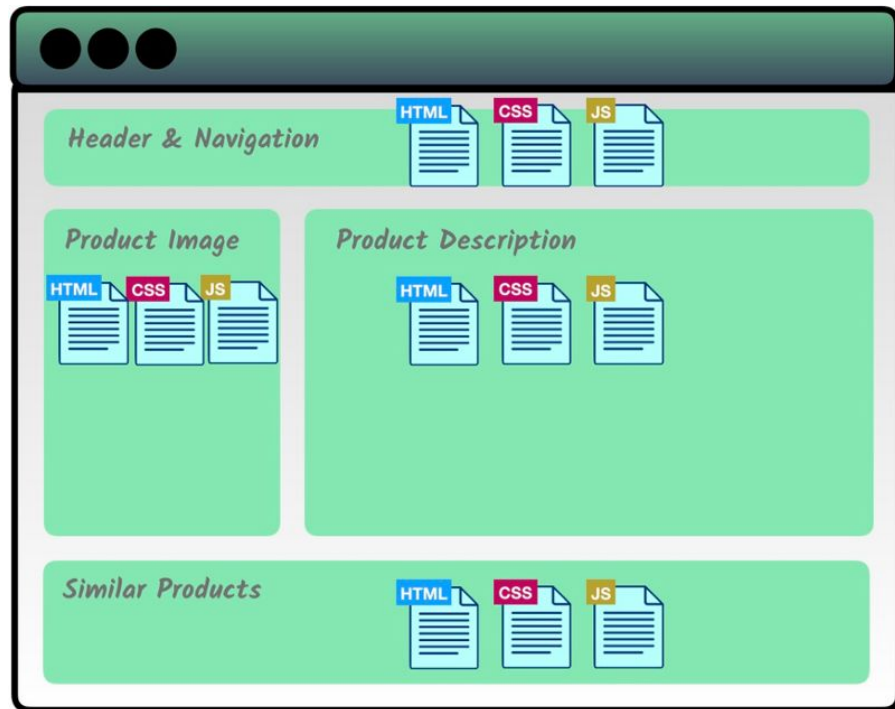 Header & Navigation
HTML CSS JS
Product Image
HTML CSS JS
Product Description
HTML CSS JS
Similar Products
HTML CSS JS